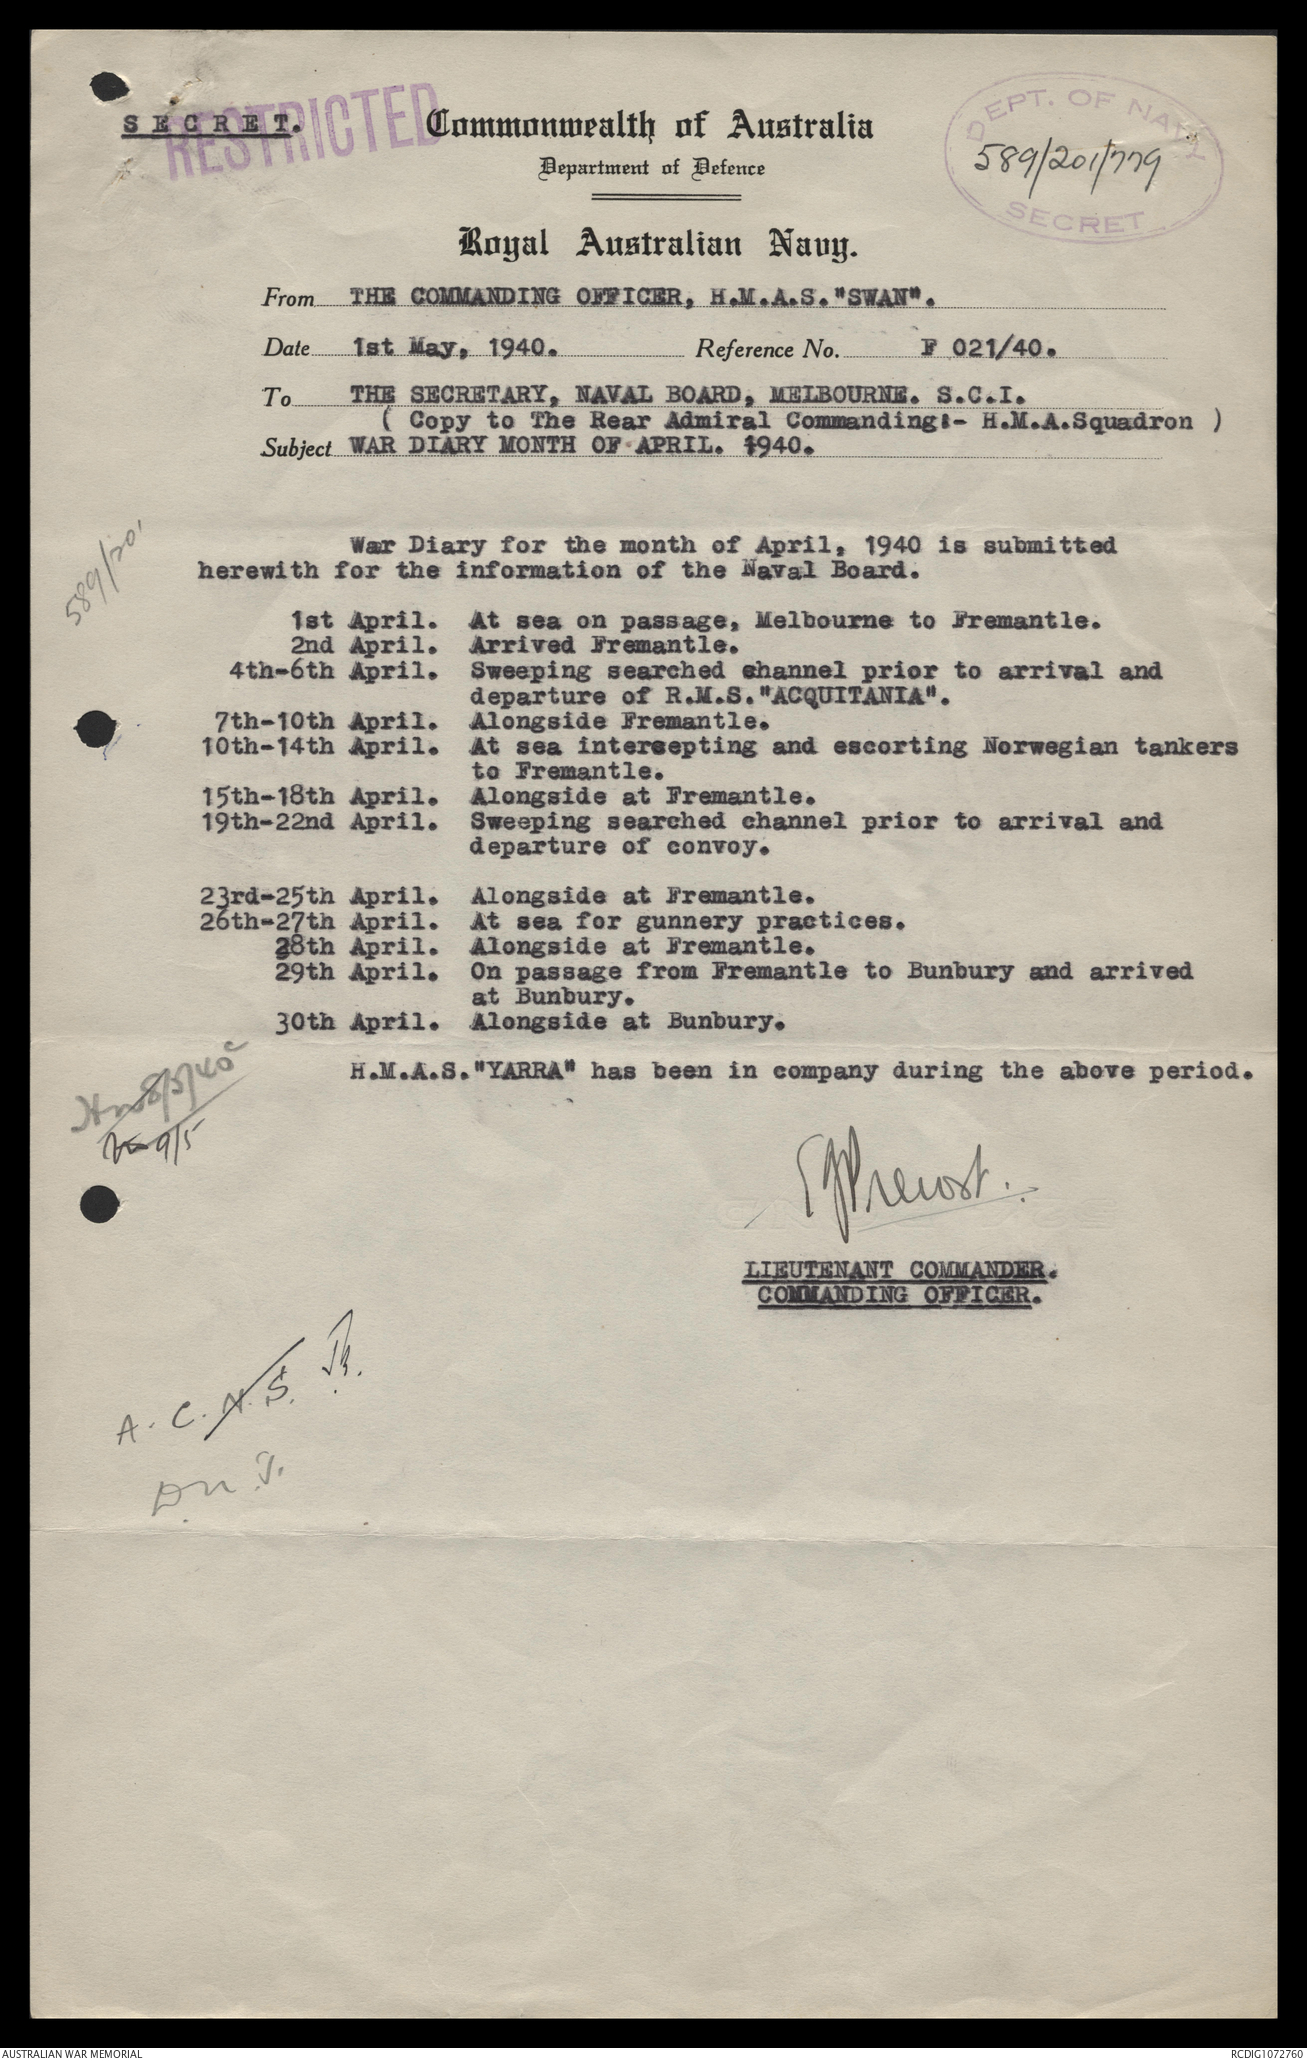 S E C R E T.
RESTRICTED
Commonwealth of Australia
Department of Defence
DEPT. OF NAVY
589/201/779
SECRET
Royal Australian Navy.
From THE COMMANDING OFFICER, H.M.A.S."SWAN".
Date 1st May, 1940. Reference No. F 021/40.
To THE SECRETARY, NAVAL BOARD, MELBOURNE. S.C.I.
( Copy to The Rear Admiral Commanding:- H.M.A.Squadron )
Subject WAR DIARY MONTH OF APRIL. 1940.
589/201
War Diary for the month of April, 1940 is submitted
herewith for the information of the Naval Board.
1st April. At sea on passage, Melbourne to Fremantle.
2nd April. Arrived Fremantle.
4th-6th April. Sweeping searched channel prior to arrival and
departure of R.M.S."ACQUITANIA".
7th-10th April. Alongside Fremantle.
10th-14th April. At sea intersepting and escorting Norwegian tankers
to Fremantle.
15th-18th April. Alongside at Fremantle.
19th-22nd April. Sweeping searched channel prior to arrival and
departure of convoy.
23rd-25th April. Alongside at Fremantle.
26th-27th April. At sea for gunnery practices.
28th April. Alongside at Fremantle.
29th April. On passage from Fremantle to Bunbury and arrived
at Bunbury.
30th April. Alongside at Bunbury.
H.M.A.S."YARRA" has been in company during the above period.
8/5/40
9/5
Prevost.
LIEUTENANT COMMANDER.
COMMANDING OFFICER.
A.C.N.S.
AUSTRALIAN WAR MEMORIAL
RCDIG1072760